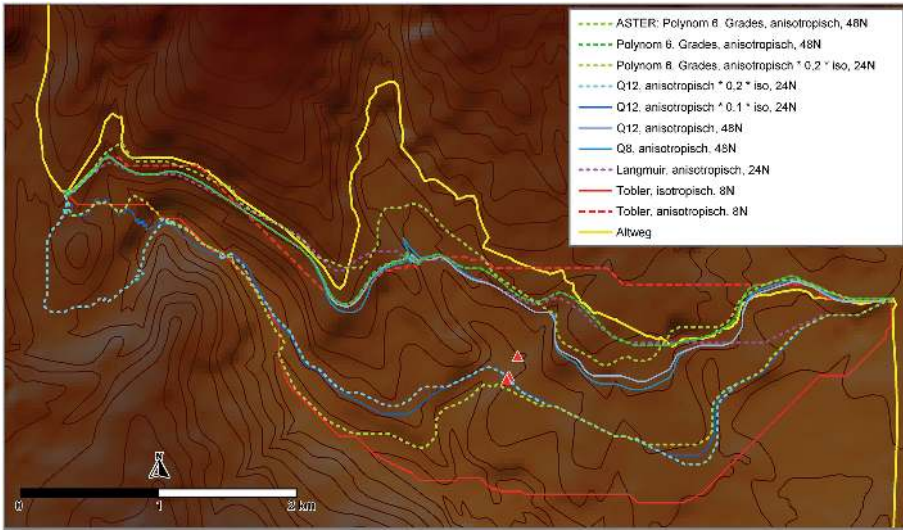 ASTER: Polynom 6. Grades, anisotropisch, 48N
Polynom 6. Grades, anisotropisch, 48N
Polynom 6. Grades, anisotropisch * 0,2 * iso, 24N
Q12, anisotropisch * 0,2 * iso, 24N
Q12, anisotropisch * 0.1 * iso, 24N
Q12, anisotropisch, 48N
Q8, anisotropisch, 48N
Langmuir, anisotropisch, 24N
Tobler, isotropisch. 8N
Tobler, anisotropisch. 8N
Altweg
N
0 1 2 km